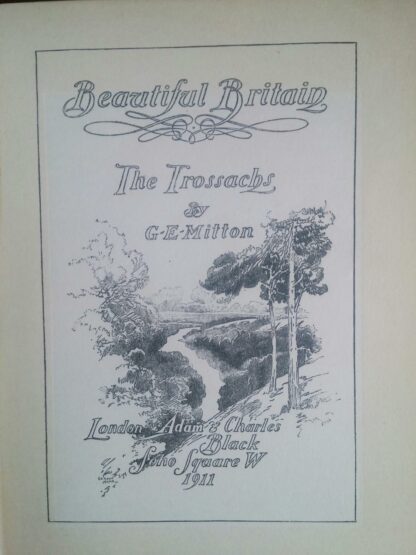 Beautiful Britain
The Trossachs
By
G-E-Mitton
London Adam & Charles
Black
Soho Square W
1911